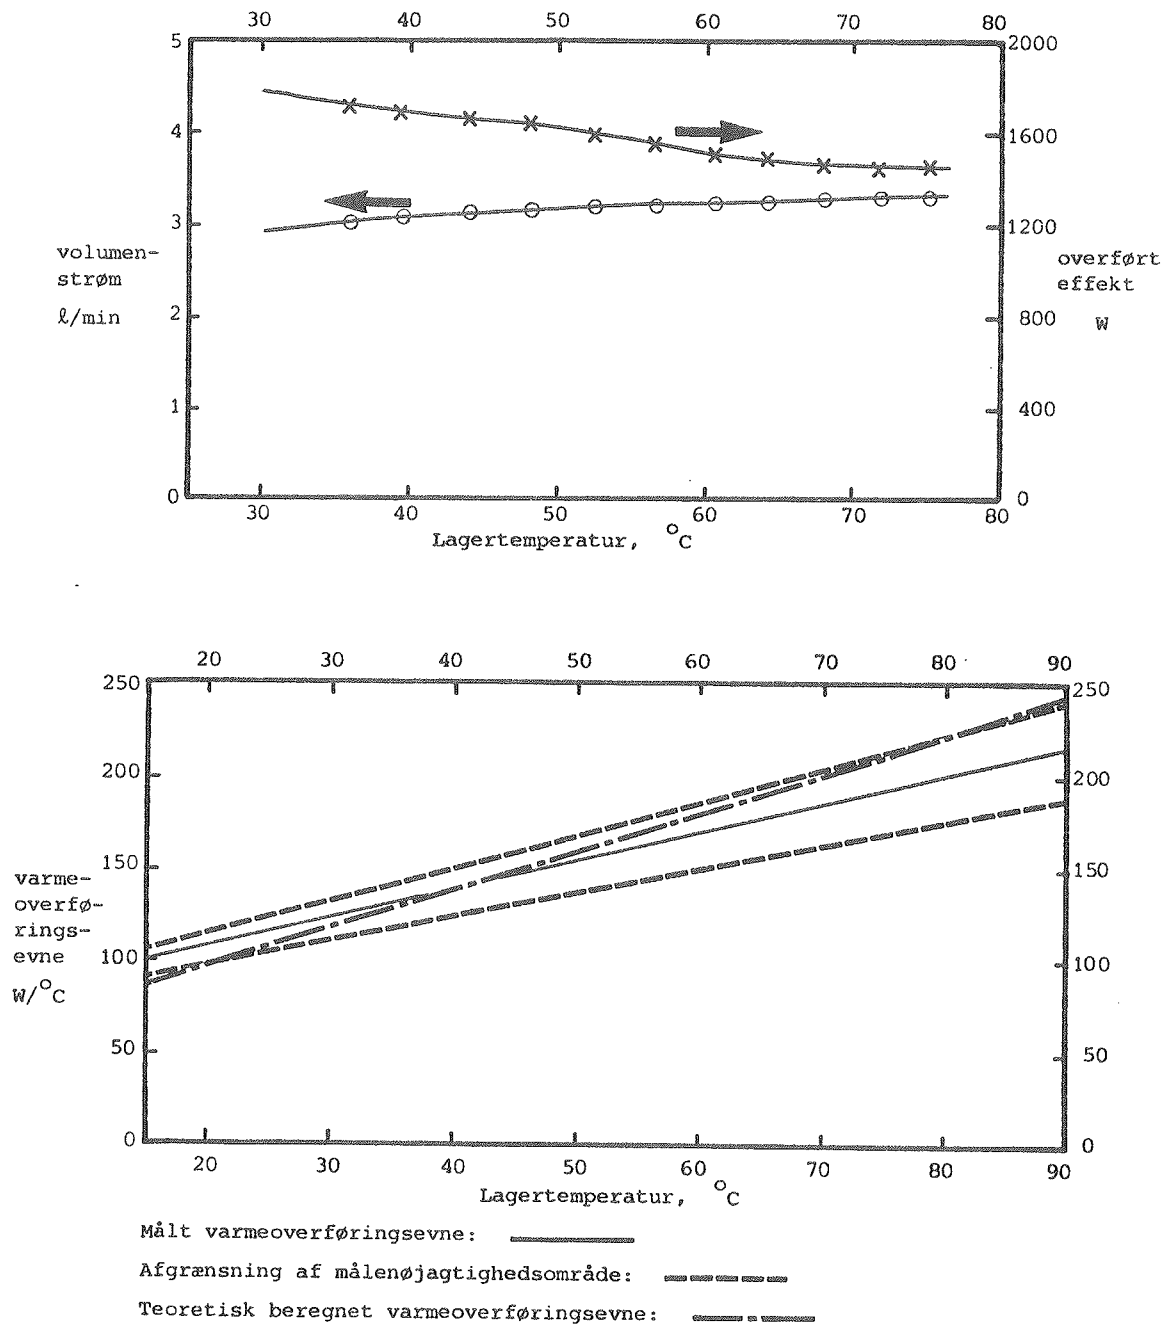 30 40 50 60 70 80
5 2000
4 1600
3 1200
volumen-
strøm
ℓ/min
overført
effekt
W
2 800
1 400
0 0
30 40 50 60 70 80
Lagertemperatur, °C
20 30 40 50 60 70 80 90
250 250
200 200
150 150
varme-
overfø-
rings-
evne
W/°C
100 100
50 50
0 0
20 30 40 50 60 70 80 90
Lagertemperatur, °C
Målt varmeoverføringsevne:
Afgrænsning af målenøjagtighedsområde:
Teoretisk beregnet varmeoverføringsevne: